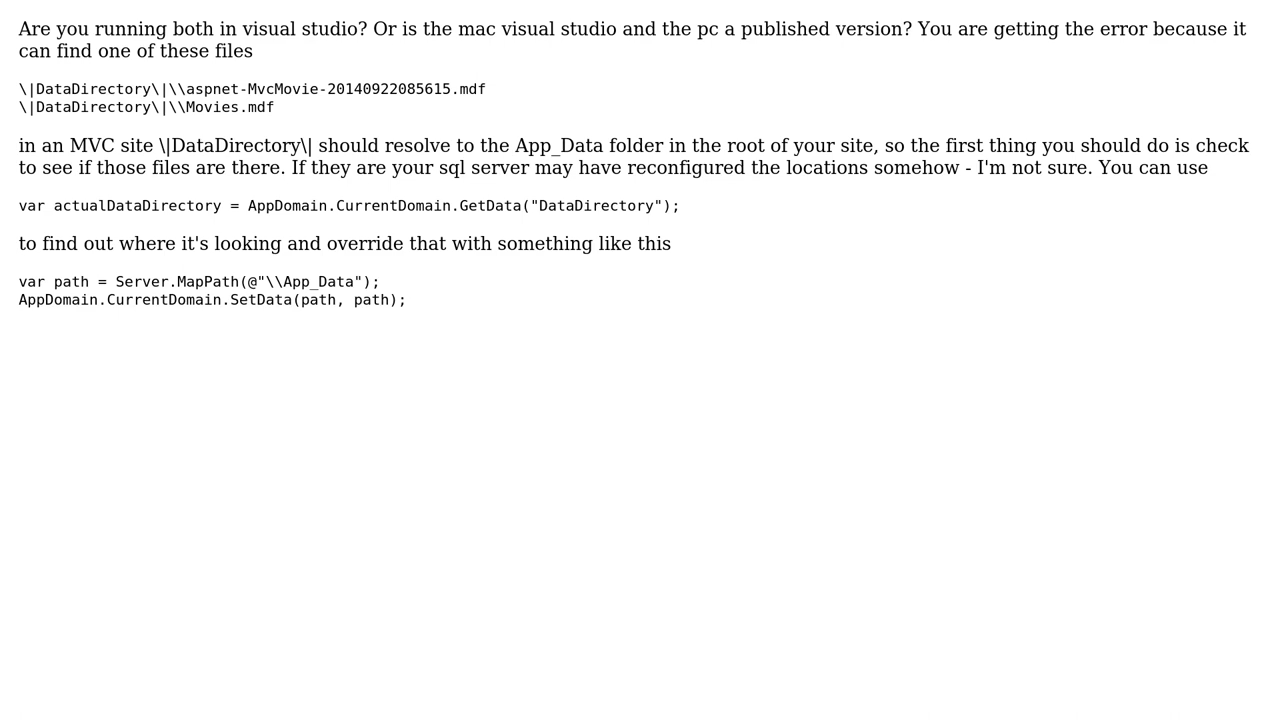 Are you running both in visual studio? Or is the mac visual studio and the pc a published version? You are getting the error because it
can find one of these files
\|DataDirectory\|\\aspnet-MvcMovie-20140922085615.mdf
\|DataDirectory\|\\Movies.mdf
in an MVC site \|DataDirectory\| should resolve to the App_Data folder in the root of your site, so the first thing you should do is check
to see if those files are there. If they are your sql server may have reconfigured the locations somehow - I'm not sure. You can use
var actualDataDirectory = AppDomain.CurrentDomain.GetData("DataDirectory");
to find out where it's looking and override that with something like this
var path = Server.MapPath(@"\\App_Data");
AppDomain.CurrentDomain.SetData(path, path);